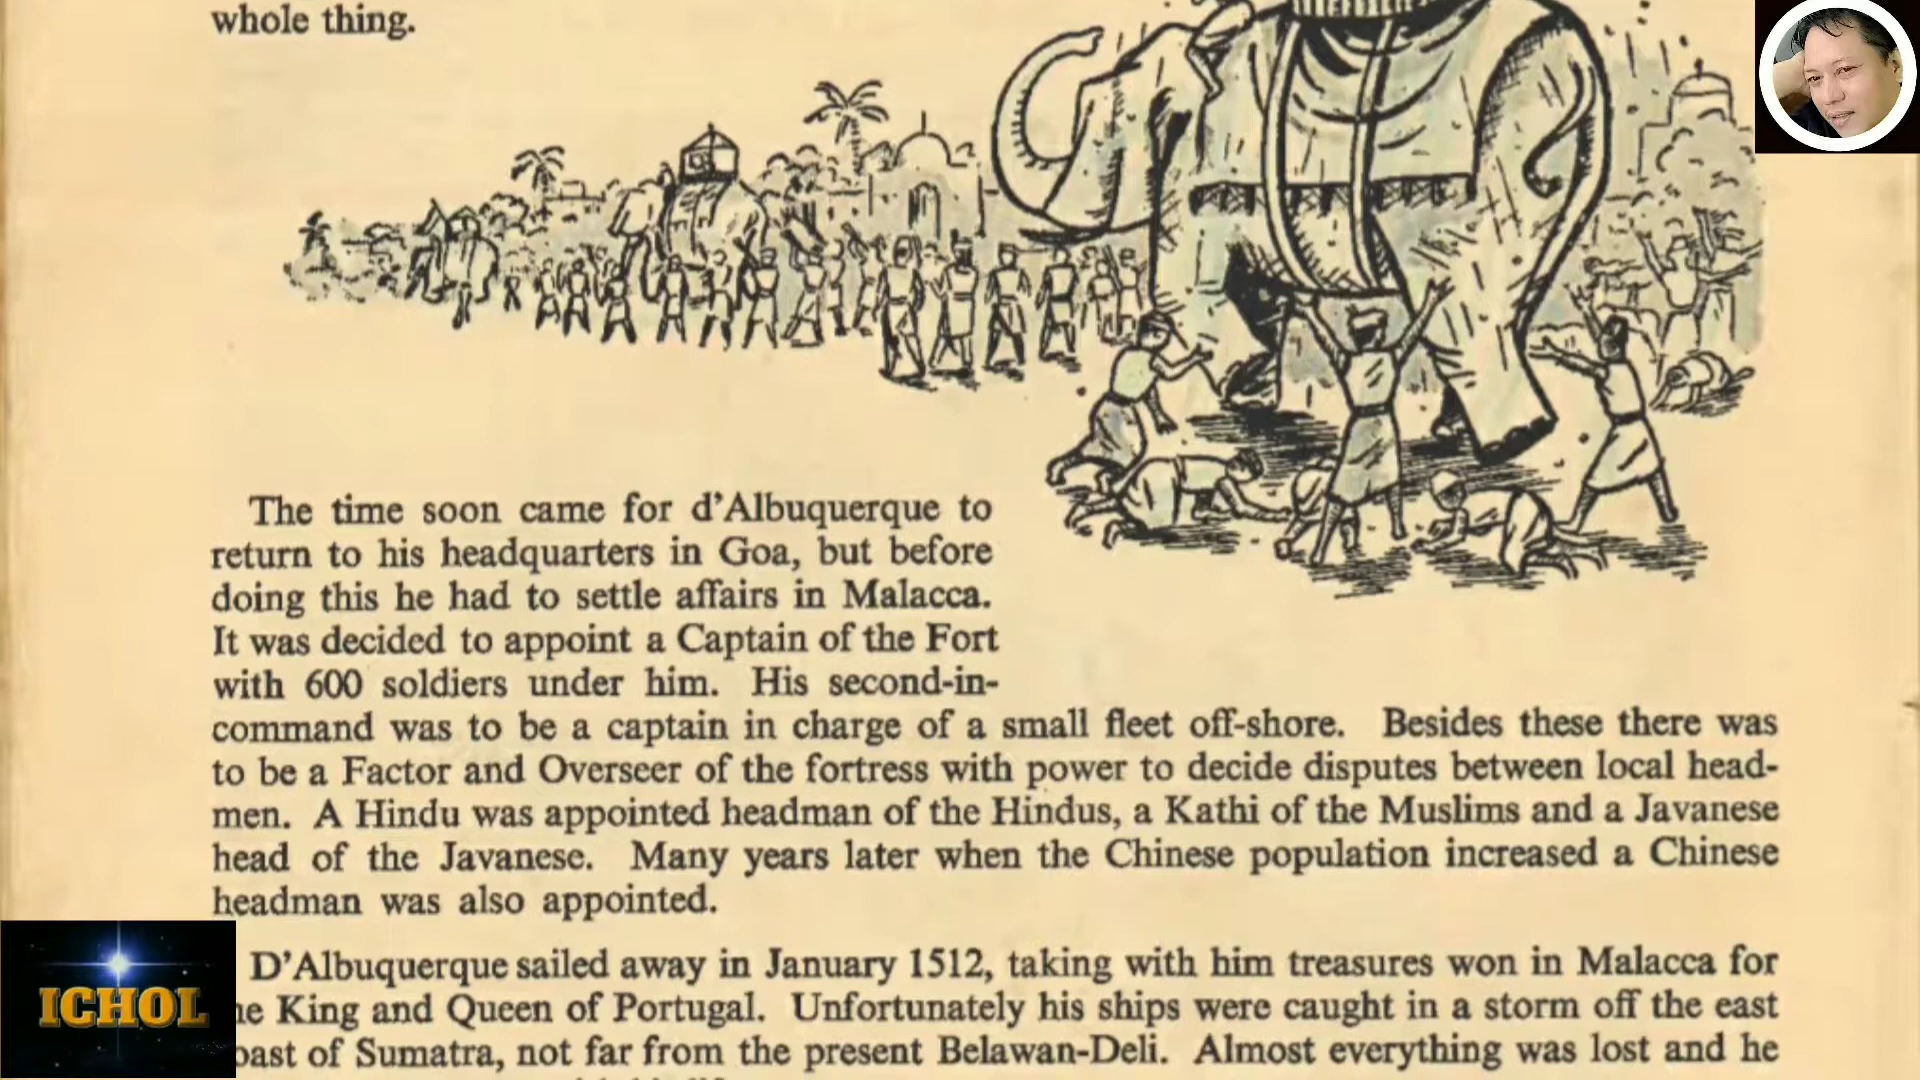 whole thing.
The time soon came for d'Albuquerque to
return to his headquarters in Goa, but before
doing this he had to settle affairs in Malacca.
It was decided to appoint a Captain of the Fort
with 600 soldiers under him. His second-in-
command was to be a captain in charge of a small fleet off-shore. Besides these there was
to be a Factor and Overseer of the fortress with power to decide disputes between local head-
men. A Hindu was appointed headman of the Hindus, a Kathi of the Muslims and a Javanese
head of the Javanese. Many years later when the Chinese population increased a Chinese
headman was also appointed.
D'Albuquerque sailed away in January 1512, taking with him treasures won in Malacca for
he King and Queen of Portugal. Unfortunately his ships were caught in a storm off the east
oast of Sumatra, not far from the present Belawan-Deli. Almost everything was lost and he
ICHOL